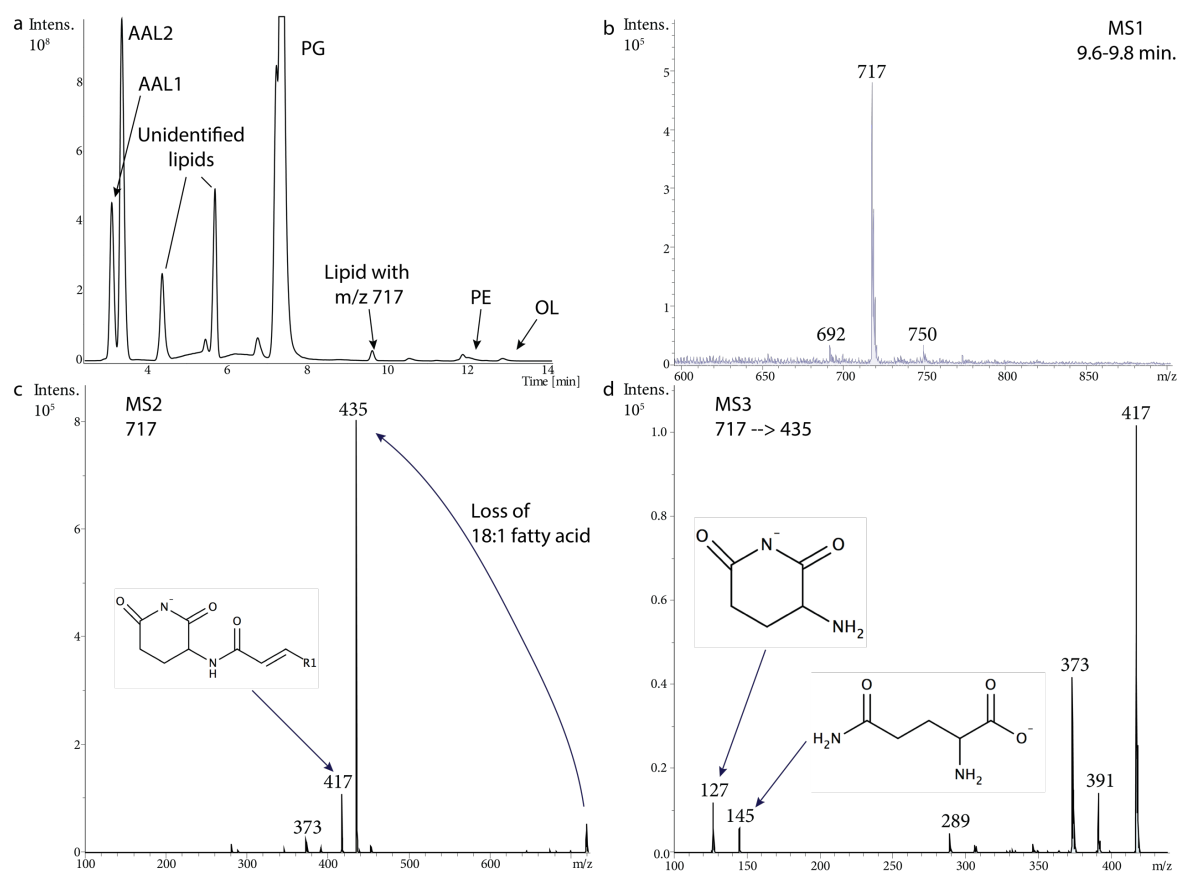 a Intens.
10⁸
AAL2
AAL1
PG
Unidentified
lipids
Lipid with
m/z 717
PE
OL
8
6
4
2
0
4 6 8 10 12 14
Time [min]
b Intens.
10⁵
MS1
9.6-9.8 min.
717
692
750
5
4
3
2
1
0
600 650 700 750 800 850 m/z
c Intens.
10⁵
MS2
717
435
Loss of
18:1 fatty acid
O N⁻ O
O
N
H
R1
417
373
8
6
4
2
0
100 200 300 400 500 600 m/z
d Intens.
10⁵
MS3
717 --> 435
417
O N⁻ O
NH₂
373
O O
H₂N O⁻
NH₂
127
145
289
391
1.0
0.8
0.6
0.4
0.2
0.0
100 150 200 250 300 350 400 m/z